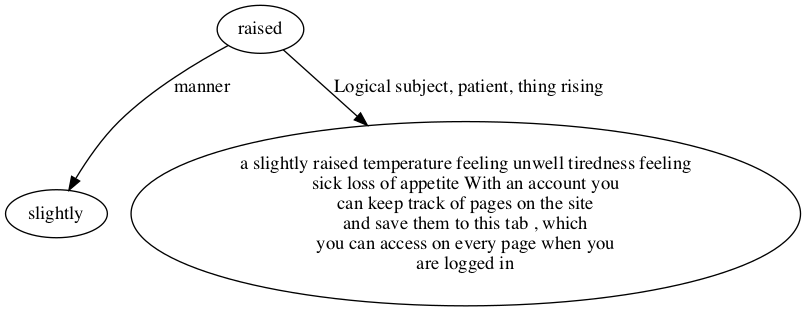 raised
manner
Logical subject, patient, thing rising
slightly
a slightly raised temperature feeling unwell tiredness feeling
sick loss of appetite With an account you
can keep track of pages on the site
and save them to this tab , which
you can access on every page when you
are logged in